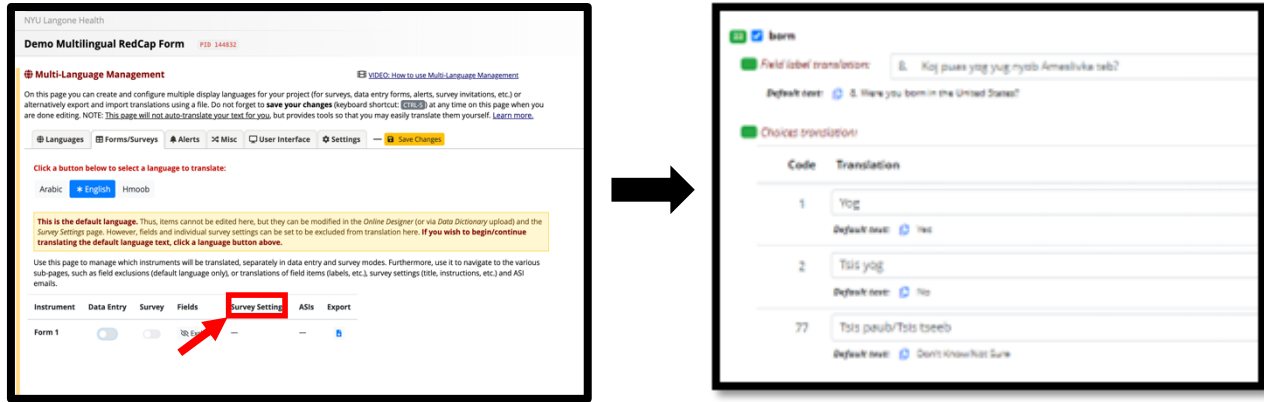 NYU Langone Health
Demo Multilingual RedCap Form PID 144832
Multi-Language Management VIDEO: How to use Multi-Language Management
On this page you can create and configure multiple display languages for your project (for surveys, data entry forms, alerts, survey invitations, etc.) or
alternatively export and import translations using a file. Do not forget to save your changes (keyboard shortcut: CTRL-S) at any time on this page when you
are done editing. NOTE: This page will not auto-translate your text for you, but provides tools so that you may easily translate them yourself. Learn more.
Languages Forms/Surveys Alerts Misc User Interface Settings — Save Changes
Click a button below to select a language to translate:
Arabic * English Hmoob
This is the default language. Thus, items cannot be edited here, but they can be modified in the Online Designer (or via Data Dictionary upload) and the
Survey Settings page. However, fields and individual survey settings can be set to be excluded from translation here. If you wish to begin/continue
translating the default language text, click a language button above.
Use this page to manage which instruments will be translated, separately in data entry and survey modes. Furthermore, use it to navigate to the various
sub-pages, such as field exclusions (default language only), or translations of field items (labels, etc.), survey settings (title, instructions, etc.) and ASI
emails.
Instrument Data Entry Survey Fields Survey Setting ASIs Export
Form 1 — —
born
Field label translation: 8. Koj puas yog yug nyob Ameslivka teb?
Default text: 8. Were you born in the United States?
Choices translation:
Code Translation
1 Yog
Default text: Yes
2 Tsis yog
Default text: No
77 Tsis paub/Tsis tseeb
Default text: Don't Know/Not Sure